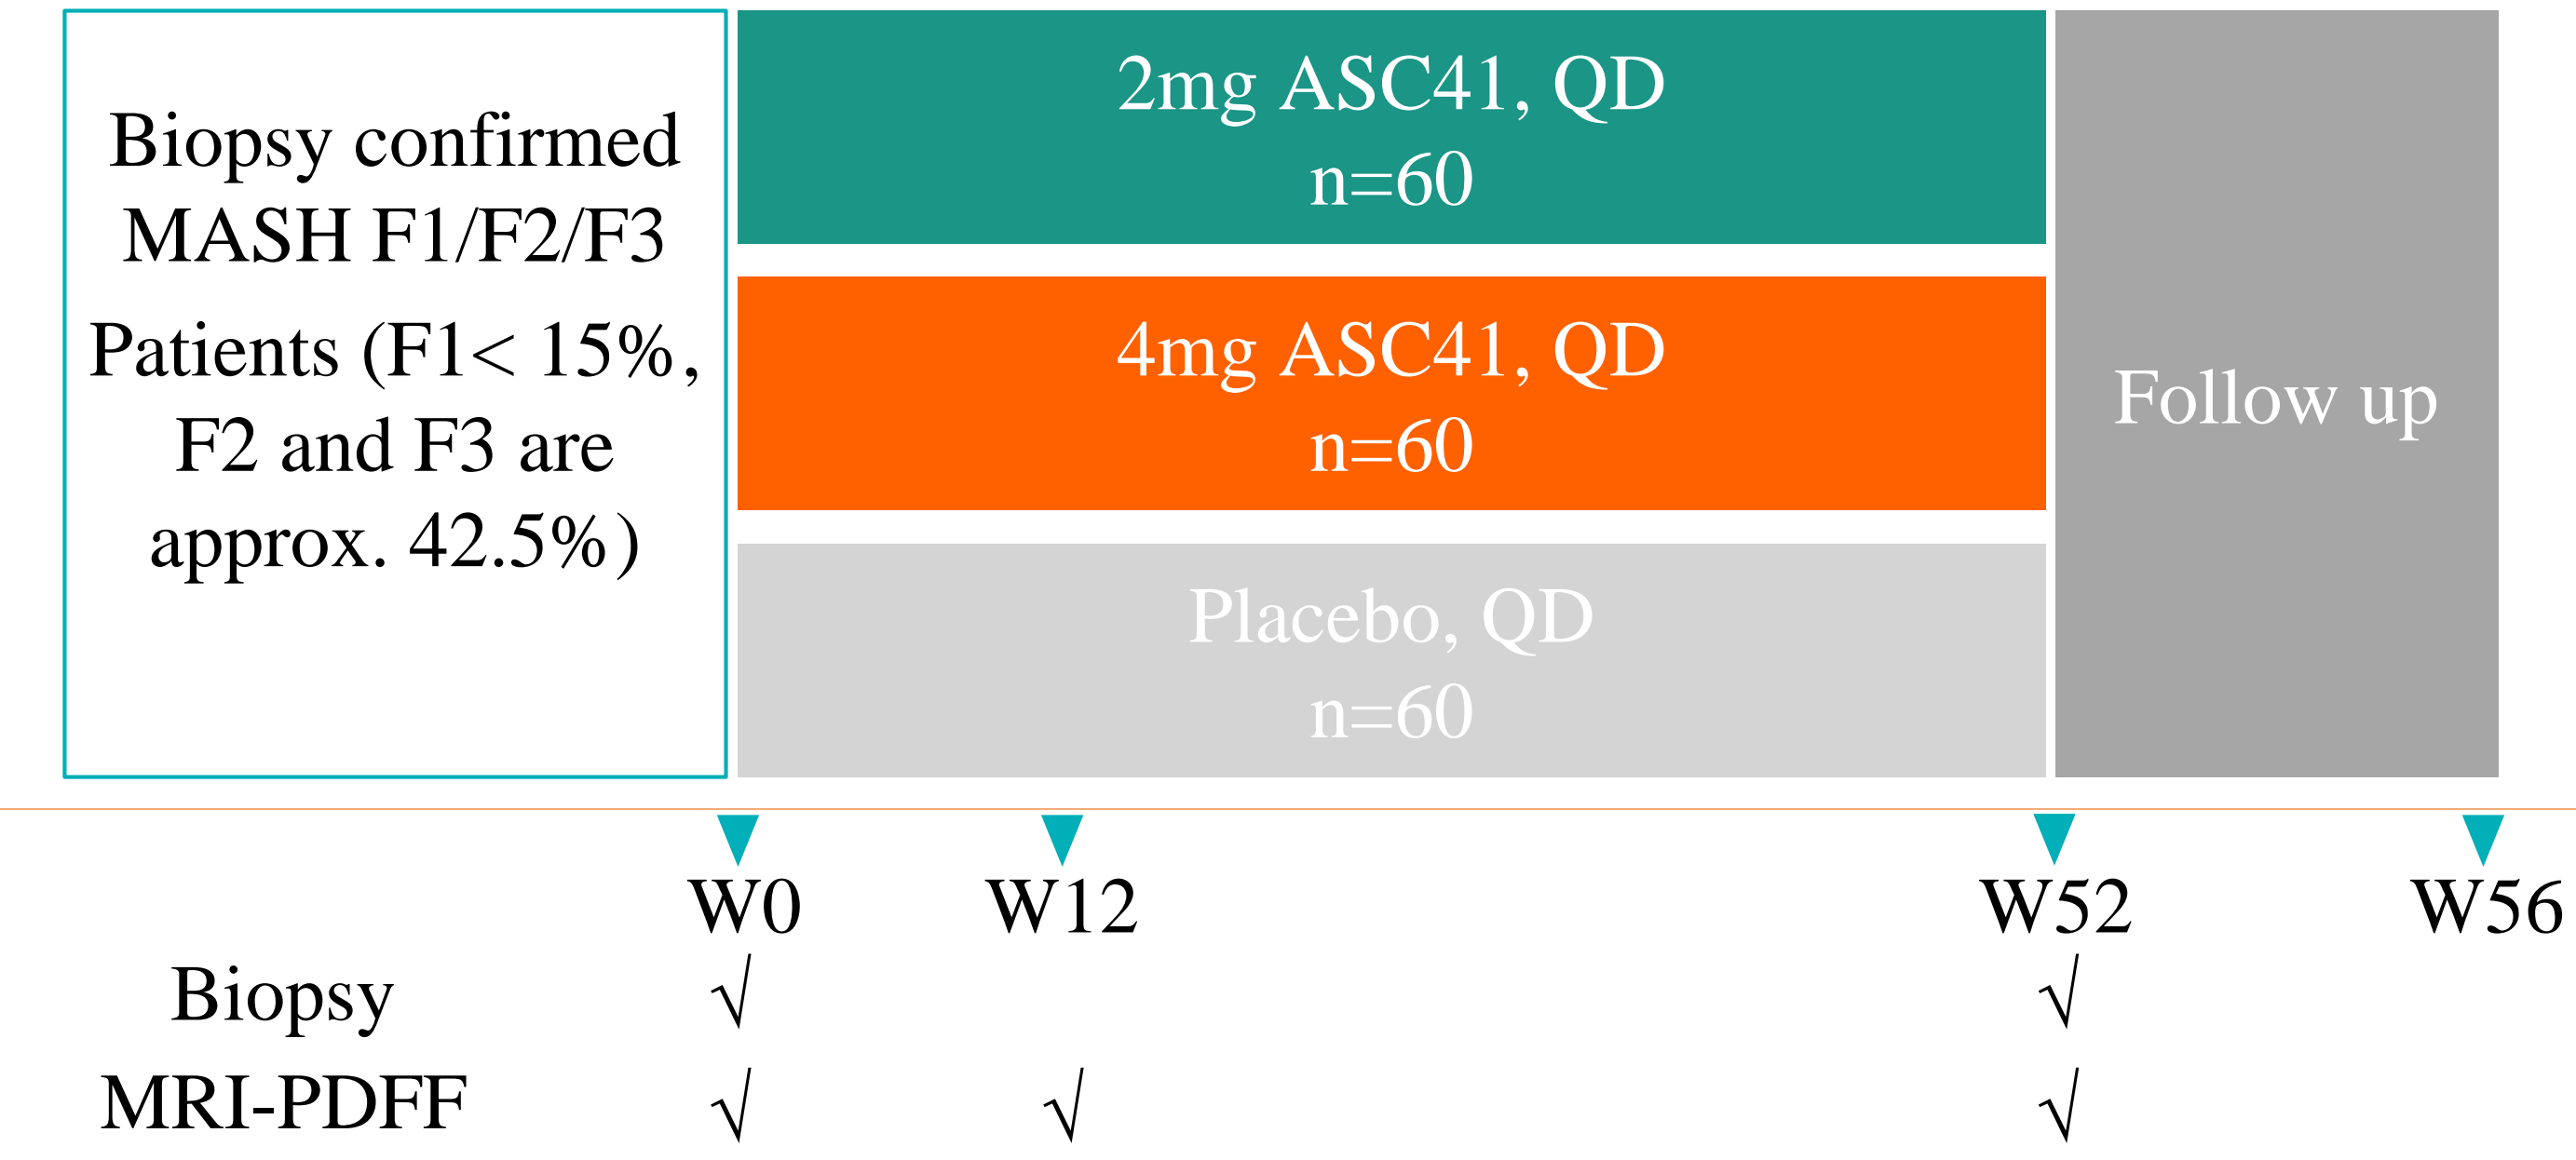 Biopsy confirmed
MASH F1/F2/F3
Patients (F1< 15%,
F2 and F3 are
approx. 42.5%)
2mg ASC41, QD
n=60
4mg ASC41, QD
n=60
Placebo, QD
n=60
Follow up
W0 W12 W52 W56
Biopsy √ √
MRI-PDFF √ √ √